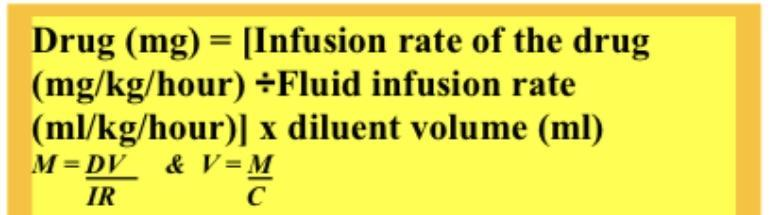 Drug (mg) = [Infusion rate of the drug
(mg/kg/hour) ÷Fluid infusion rate
(ml/kg/hour)] x diluent volume (ml)
M = DV & V = M
IR C